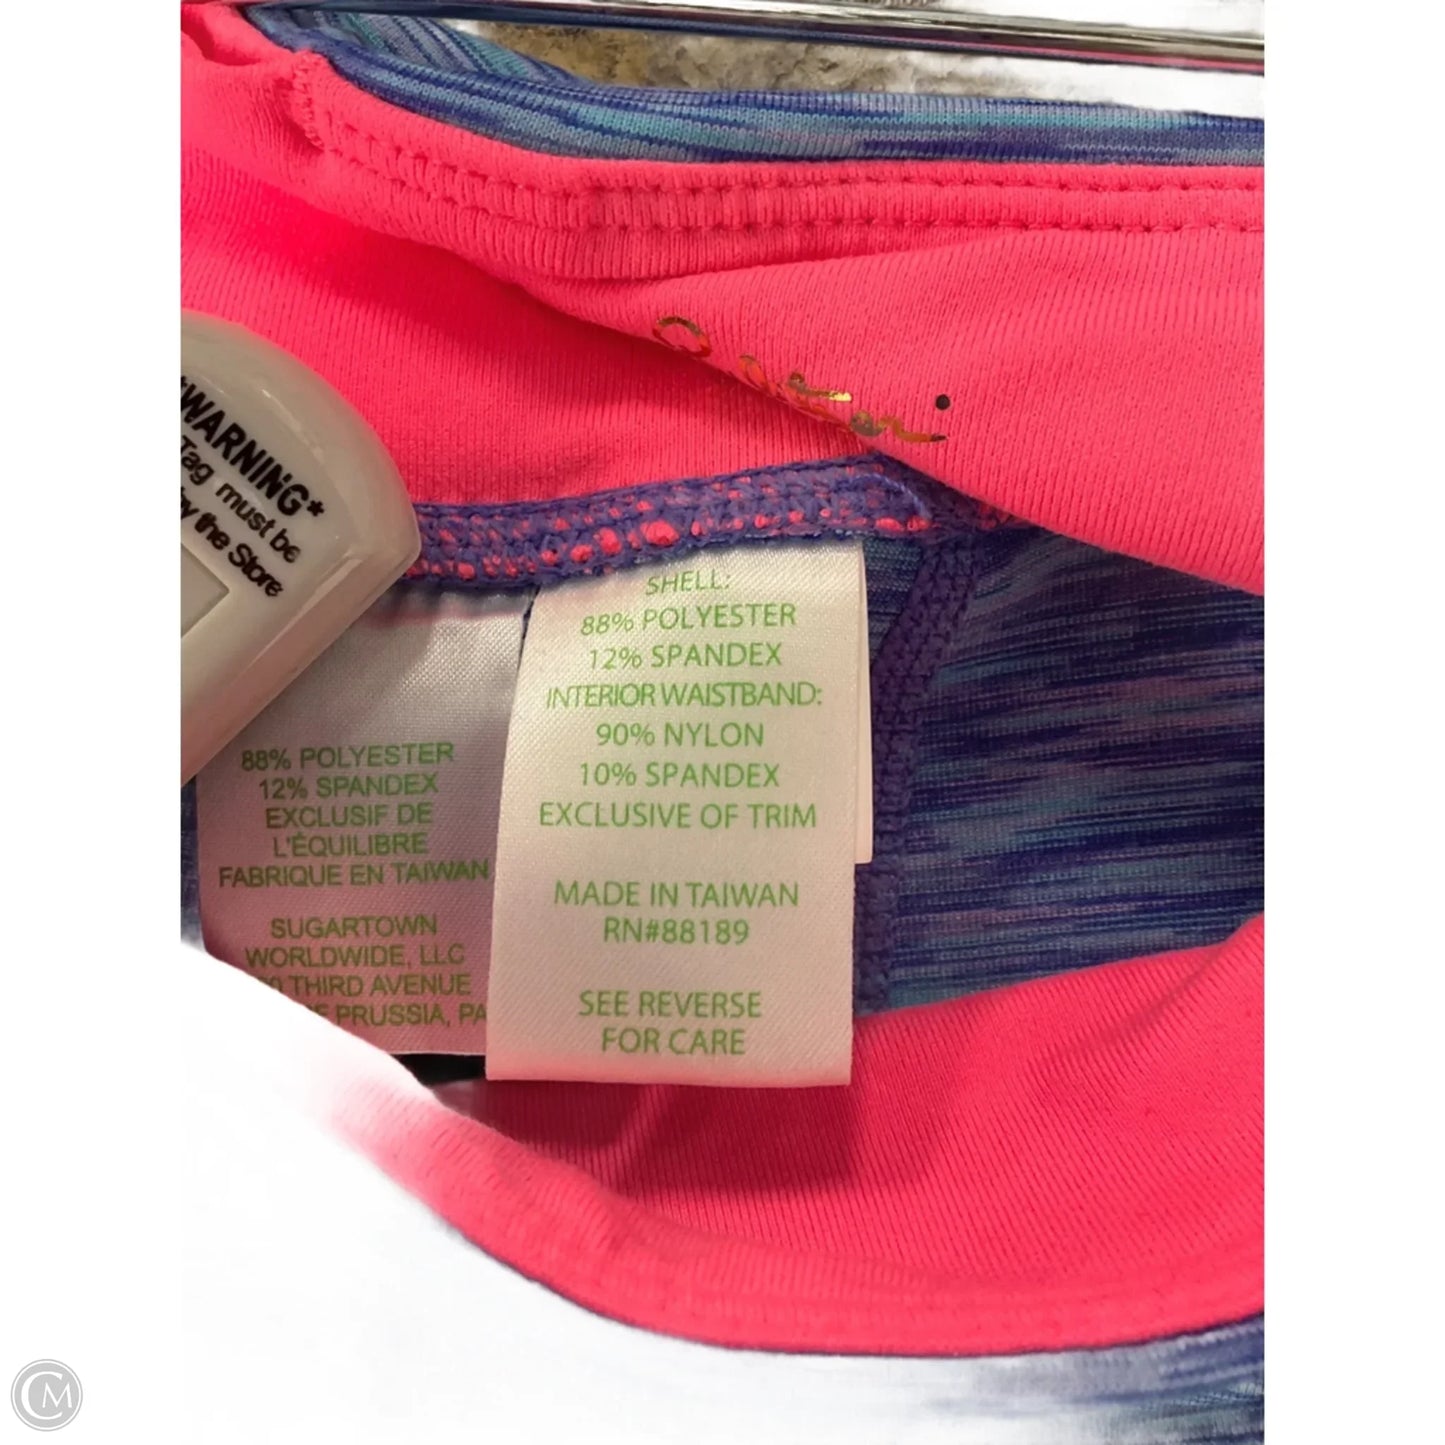 *WARNING*
Tag must be
by the Store
SHELL:
88% POLYESTER
12% SPANDEX
INTERIOR WAISTBAND:
90% NYLON
10% SPANDEX
EXCLUSIVE OF TRIM
MADE IN TAIWAN
RN#88189
SEE REVERSE
FOR CARE
88% POLYESTER
12% SPANDEX
EXCLUSIF DE
L'ÉQUILIBRE
FABRIQUE EN TAIWAN
SUGARTOWN
WORLDWIDE, LLC
THIRD AVENUE
PRUSSIA, PA
CM